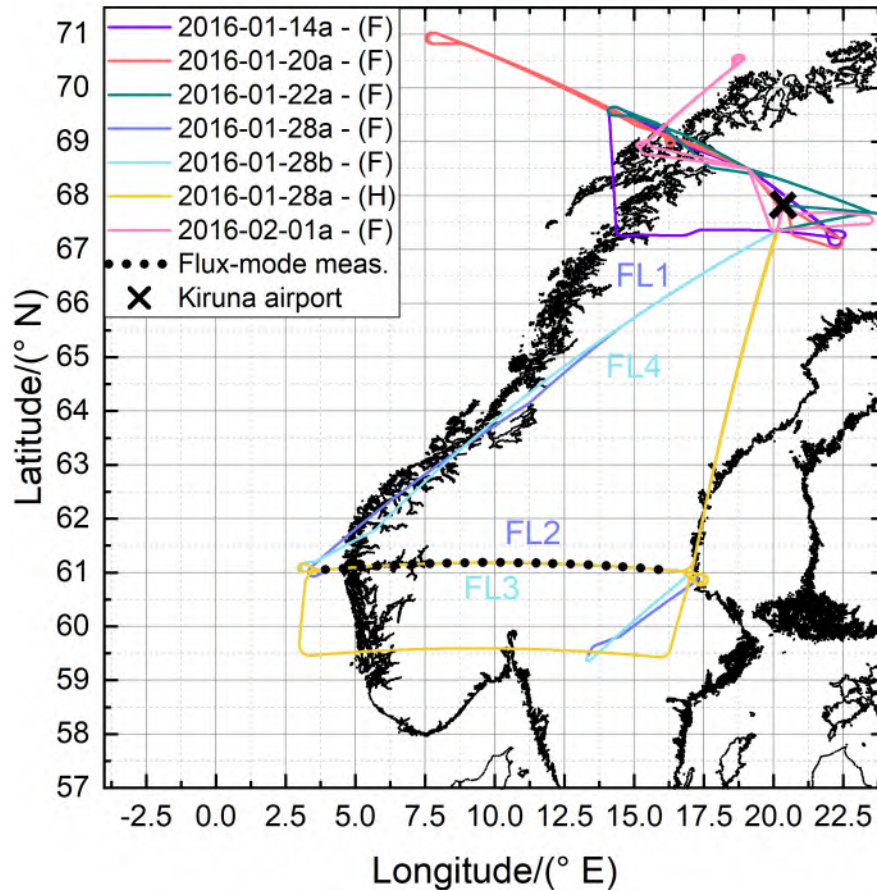 2016-01-14a - (F)
2016-01-20a - (F)
2016-01-22a - (F)
2016-01-28a - (F)
2016-01-28b - (F)
2016-01-28a - (H)
2016-02-01a - (F)
Flux-mode meas.
Kiruna airport
71
70
69
68
67
66
65
64
63
62
61
60
59
58
57
Latitude/(° N)
FL1
FL4
FL2
FL3
-2.5 0.0 2.5 5.0 7.5 10.0 12.5 15.0 17.5 20.0 22.5
Longitude/(° E)